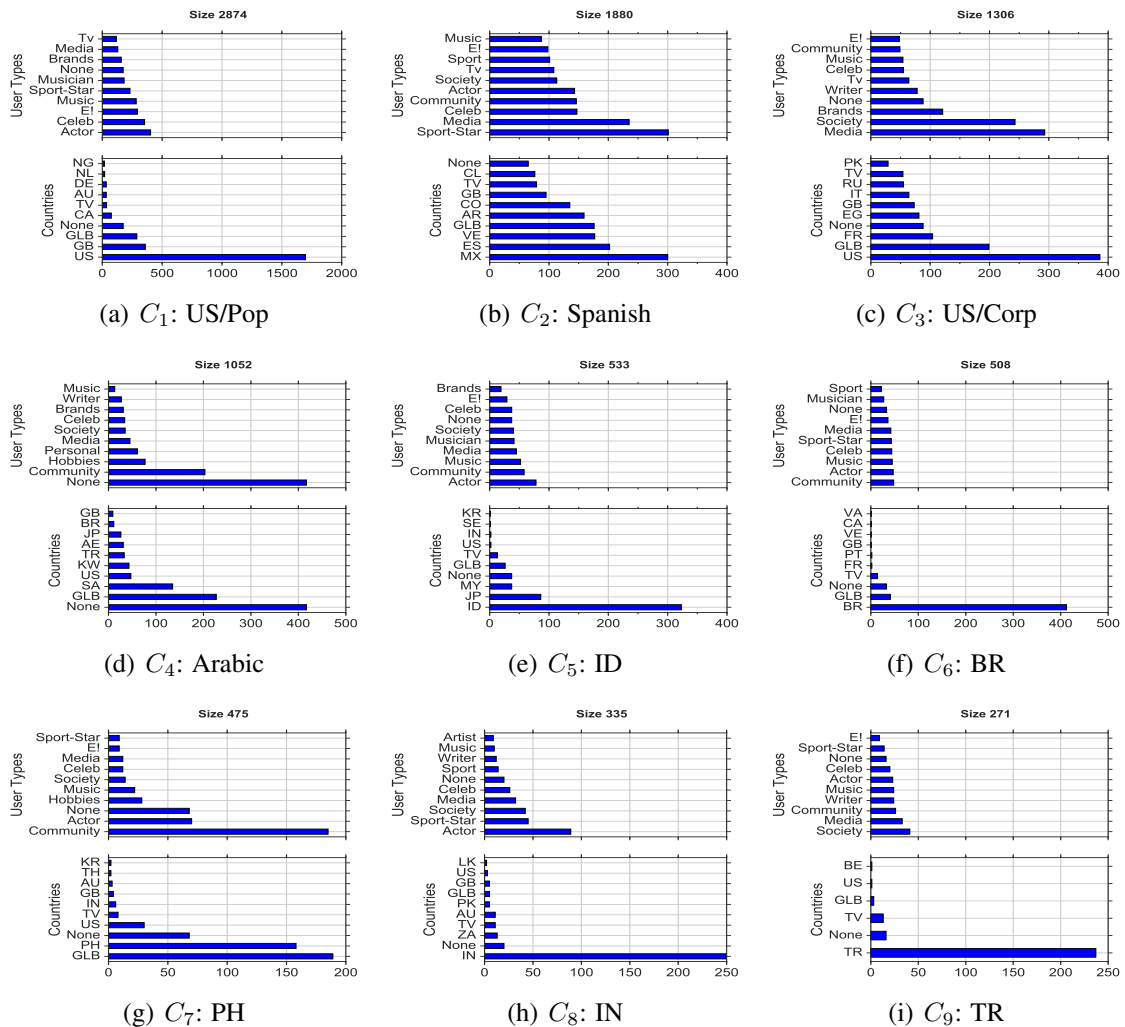 Size 2874
User Types
Tv
Media
Brands
None
Musician
Sport-Star
Music
E!
Celeb
Actor
Countries
NG
NL
DE
AU
TV
CA
None
GLB
GB
US
0 500 1000 1500 2000
(a) C1: US/Pop
Size 1880
User Types
Music
E!
Sport
Tv
Society
Actor
Community
Celeb
Media
Sport-Star
Countries
None
CL
TV
GB
CO
AR
GLB
VE
ES
MX
0 100 200 300 400
(b) C2: Spanish
Size 1306
User Types
E!
Community
Music
Celeb
Tv
Writer
None
Brands
Society
Media
Countries
PK
TV
RU
IT
GB
EG
None
FR
GLB
US
0 100 200 300 400
(c) C3: US/Corp
Size 1052
User Types
Music
Writer
Brands
Celeb
Society
Media
Personal
Hobbies
Community
None
Countries
GB
BR
JP
AE
TR
KW
US
SA
GLB
None
0 100 200 300 400 500
(d) C4: Arabic
Size 533
User Types
Brands
E!
Celeb
None
Society
Musician
Media
Music
Community
Actor
Countries
KR
SE
IN
US
TV
GLB
None
MY
JP
ID
0 100 200 300 400
(e) C5: ID
Size 508
User Types
Sport
Musician
None
E!
Media
Sport-Star
Celeb
Music
Actor
Community
Countries
VA
CA
VE
GB
PT
FR
TV
None
GLB
BR
0 100 200 300 400 500
(f) C6: BR
Size 475
User Types
Sport-Star
E!
Media
Celeb
Society
Music
Hobbies
None
Actor
Community
Countries
KR
TH
AU
GB
IN
TV
US
None
PH
GLB
0 50 100 150 200
(g) C7: PH
Size 335
User Types
Artist
Music
Writer
Sport
None
Celeb
Media
Society
Sport-Star
Actor
Countries
LK
US
GB
GLB
PK
AU
TV
ZA
None
IN
0 50 100 150 200 250
(h) C8: IN
Size 271
User Types
E!
Sport-Star
None
Celeb
Actor
Music
Writer
Community
Media
Society
Countries
BE
US
GLB
TV
None
TR
0 50 100 150 200 250
(i) C9: TR